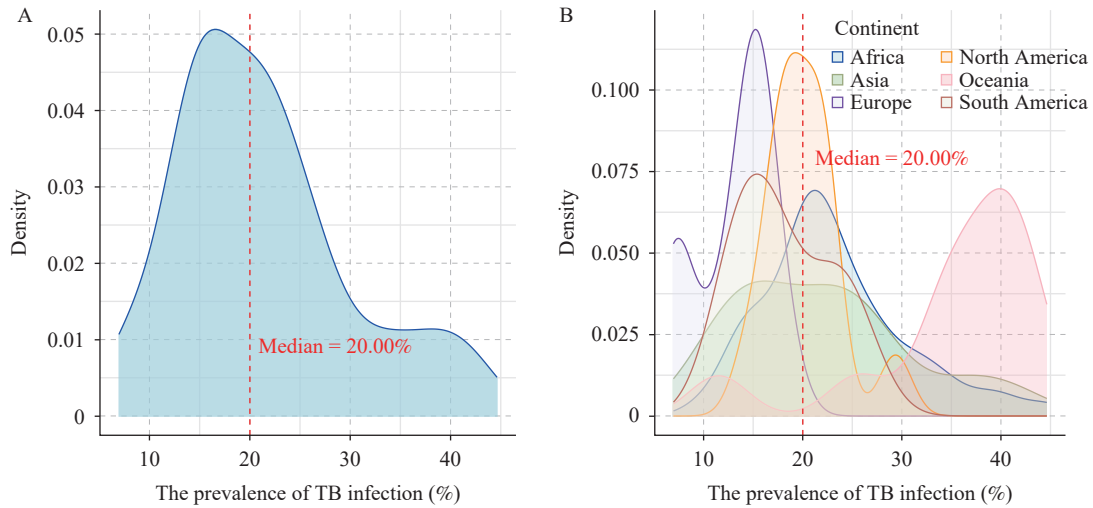 A
Density
0.05
0.04
0.03
0.02
0.01
0
Median = 20.00%
10 20 30 40
The prevalence of TB infection (%)
B
Density
0.100
0.075
0.050
0.025
0
Continent
Africa North America
Asia Oceania
Europe South America
Median = 20.00%
10 20 30 40
The prevalence of TB infection (%)